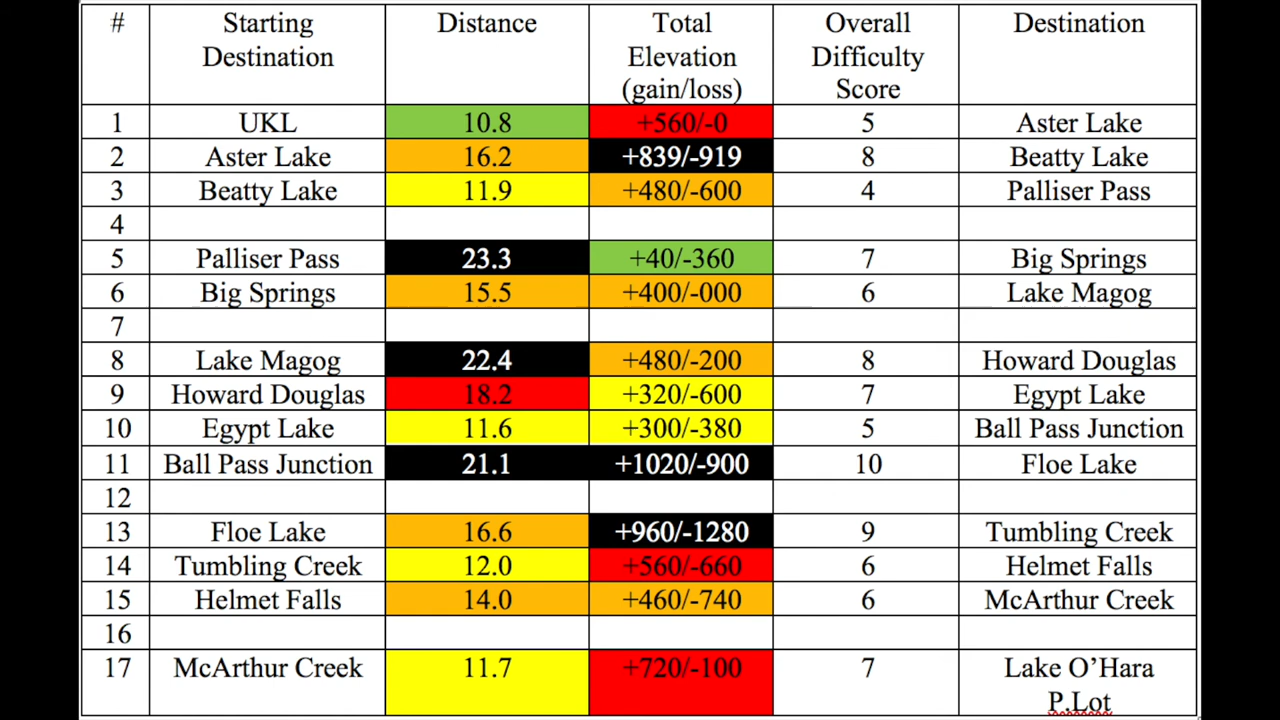 # Starting Destination Distance Total Elevation (gain/loss) Overall Difficulty Score Destination
1 UKL 10.8 +560/-0 5 Aster Lake
2 Aster Lake 16.2 +839/-919 8 Beatty Lake
3 Beatty Lake 11.9 +480/-600 4 Palliser Pass
4
5 Palliser Pass 23.3 +40/-360 7 Big Springs
6 Big Springs 15.5 +400/-000 6 Lake Magog
7
8 Lake Magog 22.4 +480/-200 8 Howard Douglas
9 Howard Douglas 18.2 +320/-600 7 Egypt Lake
10 Egypt Lake 11.6 +300/-380 5 Ball Pass Junction
11 Ball Pass Junction 21.1 +1020/-900 10 Floe Lake
12
13 Floe Lake 16.6 +960/-1280 9 Tumbling Creek
14 Tumbling Creek 12.0 +560/-660 6 Helmet Falls
15 Helmet Falls 14.0 +460/-740 6 McArthur Creek
16
17 McArthur Creek 11.7 +720/-100 7 Lake O’Hara P.Lot